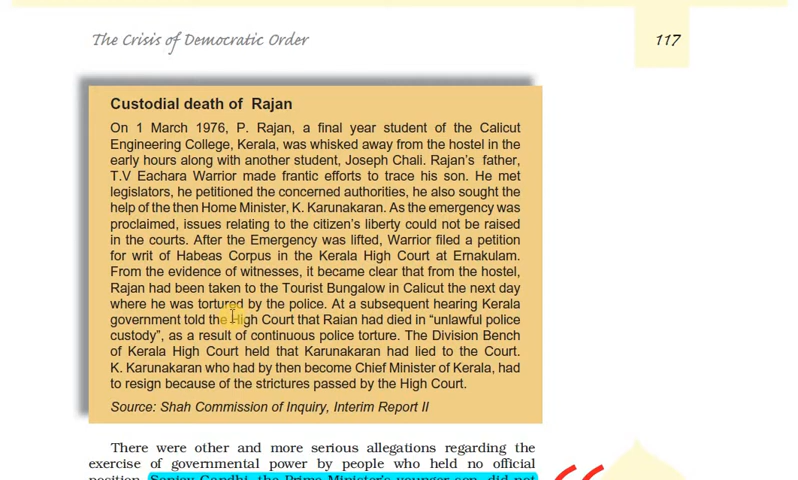 The Crisis of Democratic Order
117
Custodial death of Rajan
On 1 March 1976, P. Rajan, a final year student of the Calicut
Engineering College, Kerala, was whisked away from the hostel in the
early hours along with another student, Joseph Chali. Rajan's father,
T.V Eachara Warrior made frantic efforts to trace his son. He met
legislators, he petitioned the concerned authorities, he also sought the
help of the then Home Minister, K. Karunakaran. As the emergency was
proclaimed, issues relating to the citizen's liberty could not be raised
in the courts. After the Emergency was lifted, Warrior filed a petition
for writ of Habeas Corpus in the Kerala High Court at Ernakulam.
From the evidence of witnesses, it became clear that from the hostel,
Rajan had been taken to the Tourist Bungalow in Calicut the next day
where he was tortured by the police. At a subsequent hearing Kerala
government told the High Court that Raian had died in "unlawful police
custody", as a result of continuous police torture. The Division Bench
of Kerala High Court held that Karunakaran had lied to the Court.
K. Karunakaran who had by then become Chief Minister of Kerala, had
to resign because of the strictures passed by the High Court.
Source: Shah Commission of Inquiry, Interim Report II
There were other and more serious allegations regarding the
exercise of governmental power by people who held no official
position. Sanjay Gandhi, the Prime Minister's younger son, did not